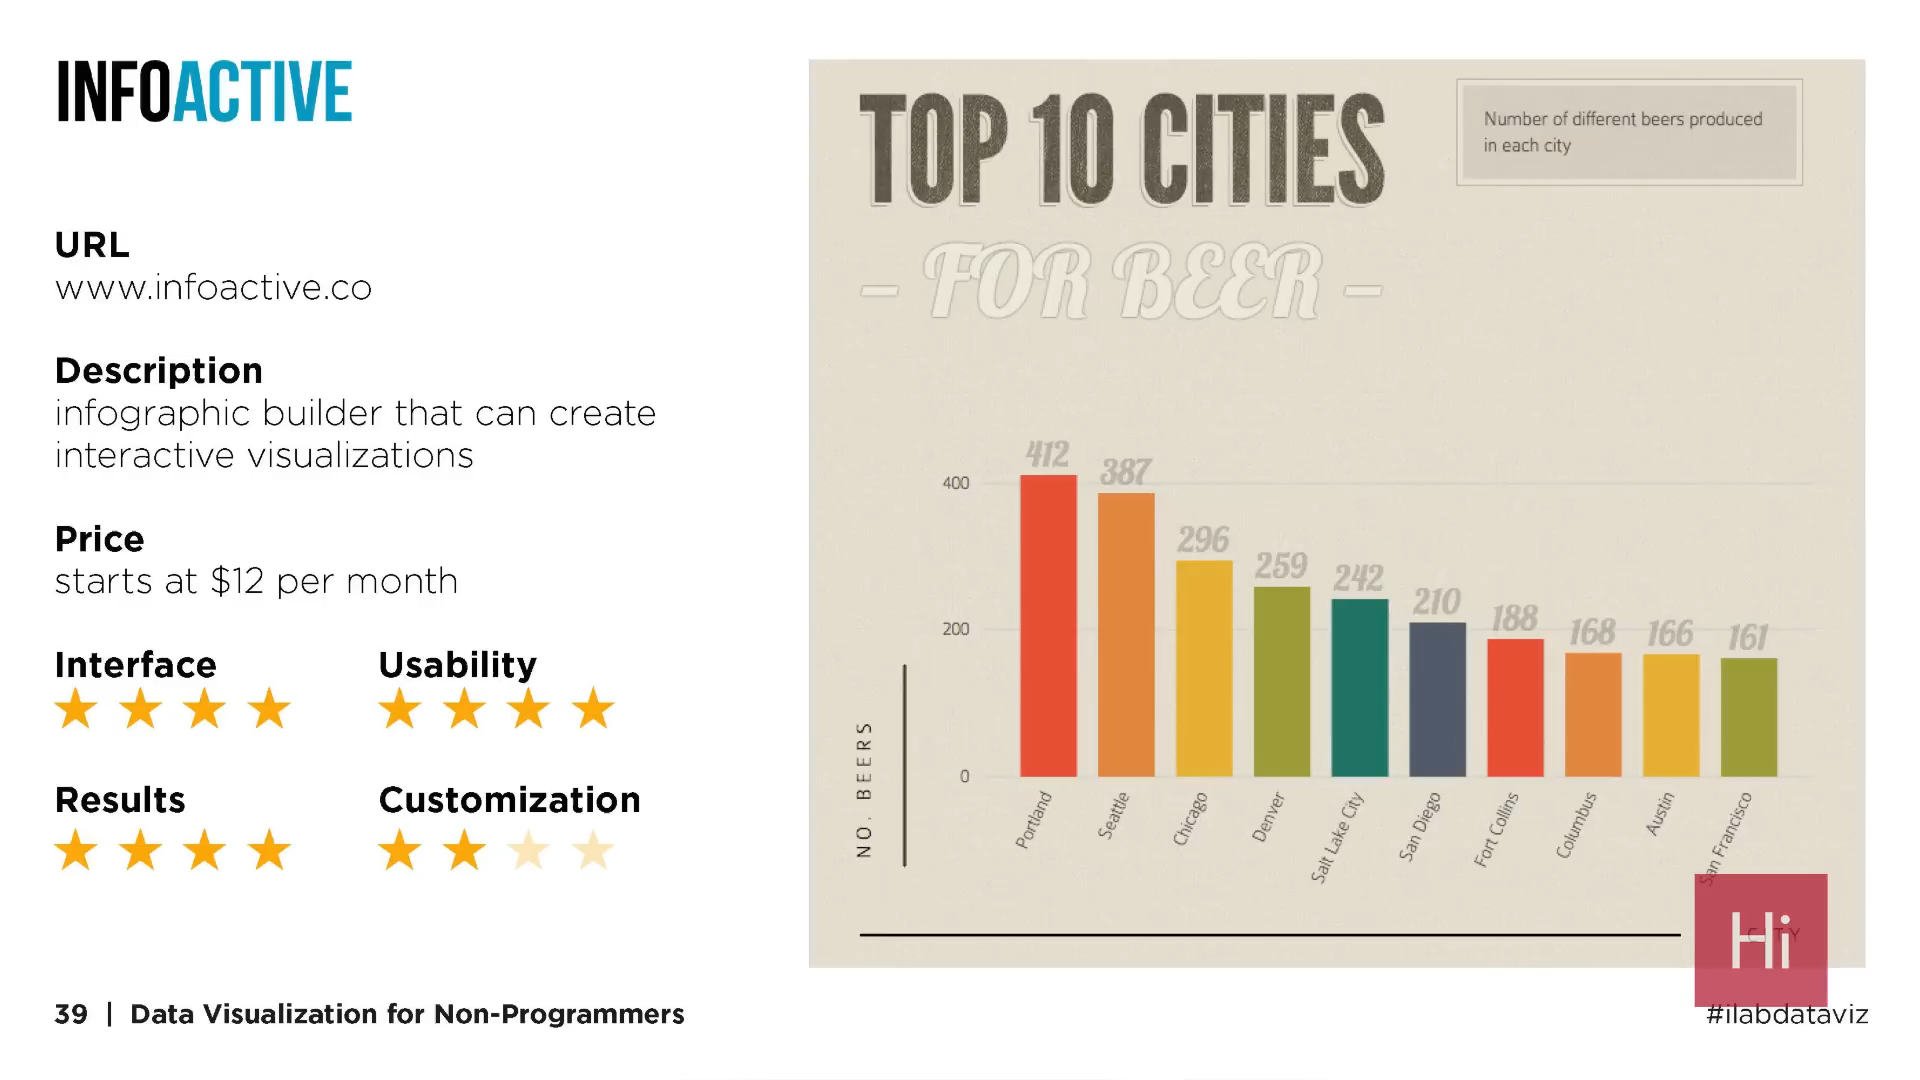 INFOACTIVE
URL
www.infoactive.co
Description
infographic builder that can create
interactive visualizations
Price
starts at $12 per month
Interface
Usability
Results
Customization
TOP 10 CITIES
– FOR BEER –
Number of different beers produced
in each city
412
387
296
259
242
210
188
168
166
161
400
200
0
NO. BEERS
Portland
Seattle
Chicago
Denver
Salt Lake City
San Diego
Fort Collins
Columbus
Austin
San Francisco
CITY
Hi
39 | Data Visualization for Non-Programmers
#ilabdataviz